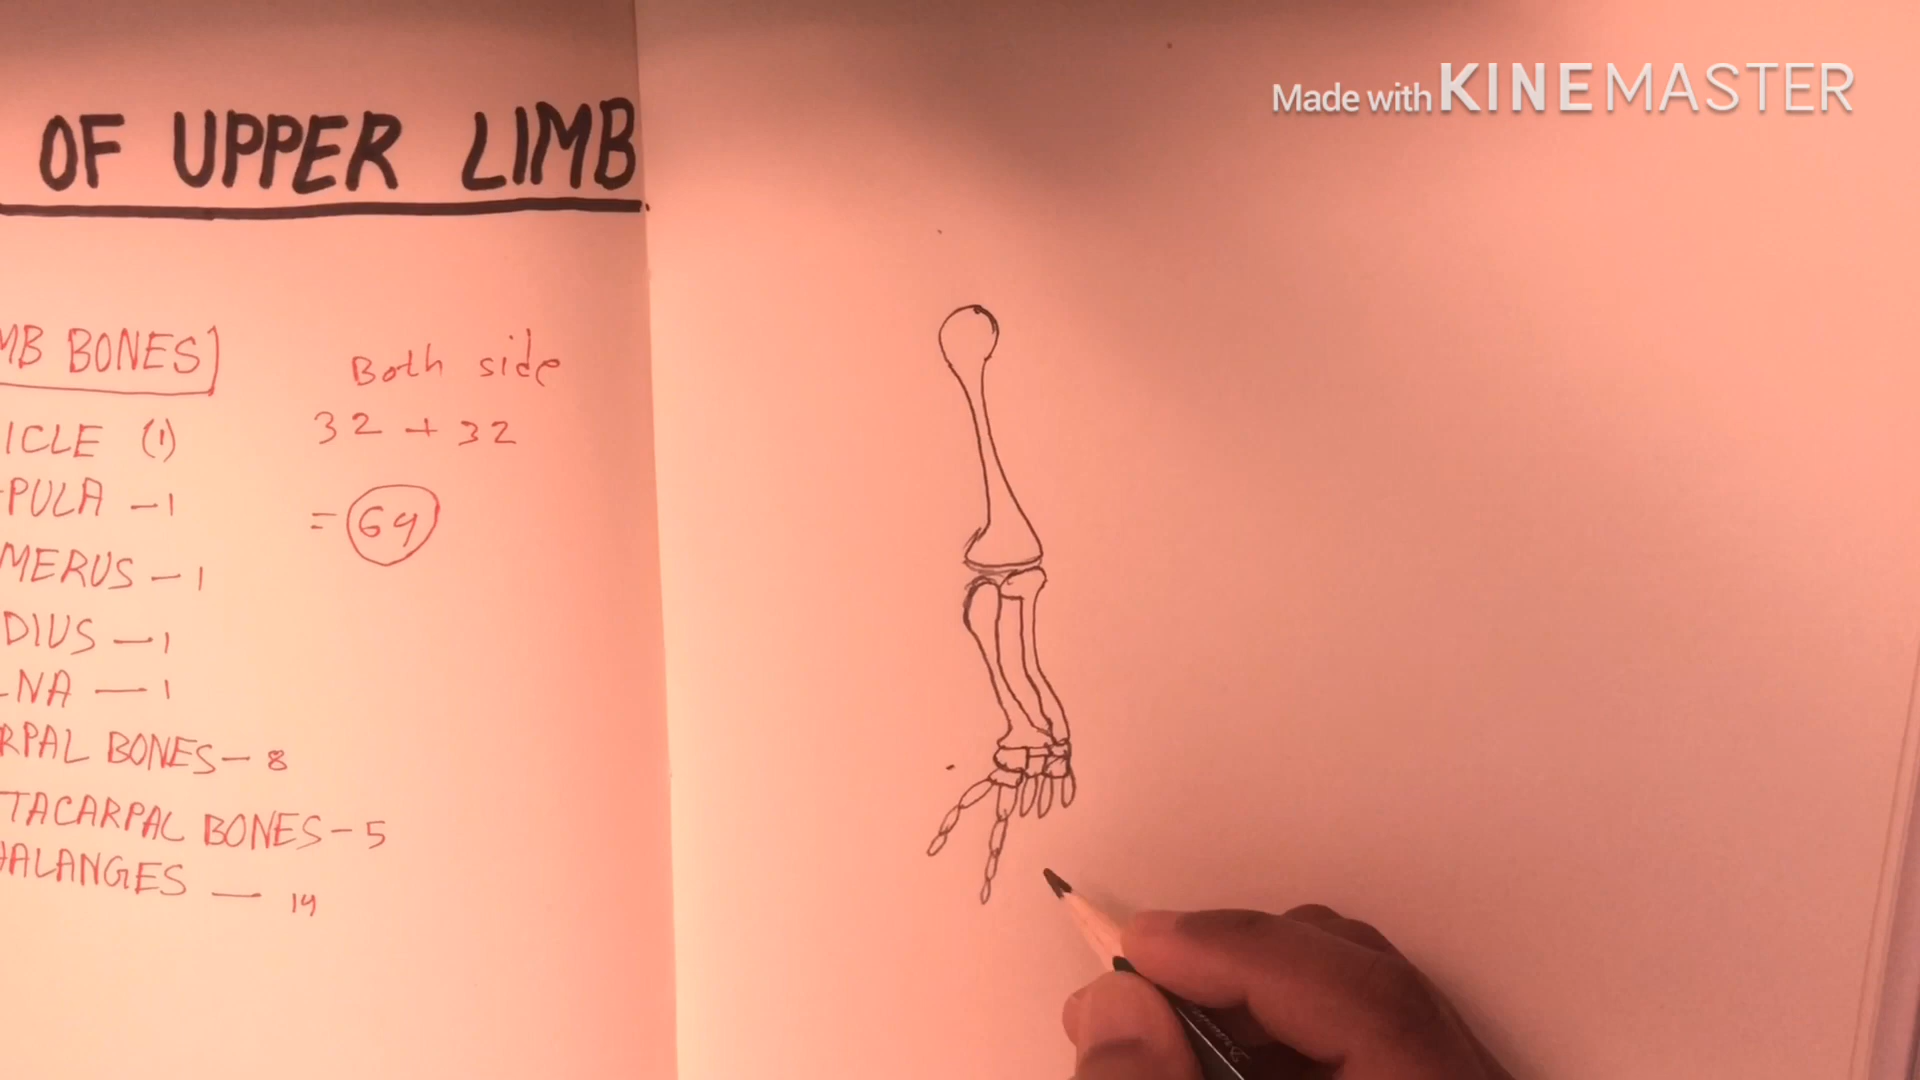 OF UPPER LIMB
MB BONES]
ICLE (1)
PULA - 1
MERUS - 1
DIUS - 1
LNA - 1
RPAL BONES - 8
TACARPAL BONES - 5
HALANGES - 14
Both side
32 + 32
= 64
Made with KINEMASTER